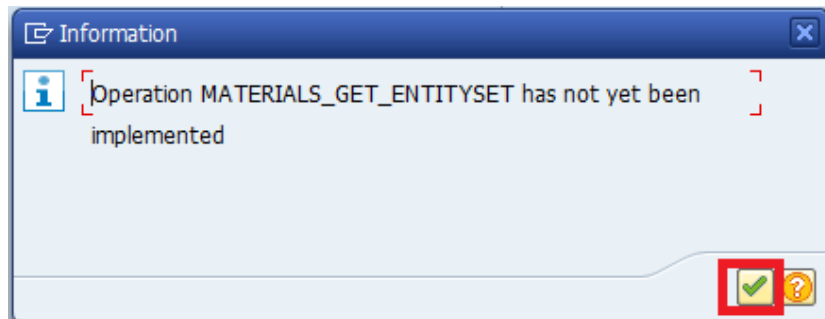 Information
Operation MATERIALS_GET_ENTITYSET has not yet been
implemented